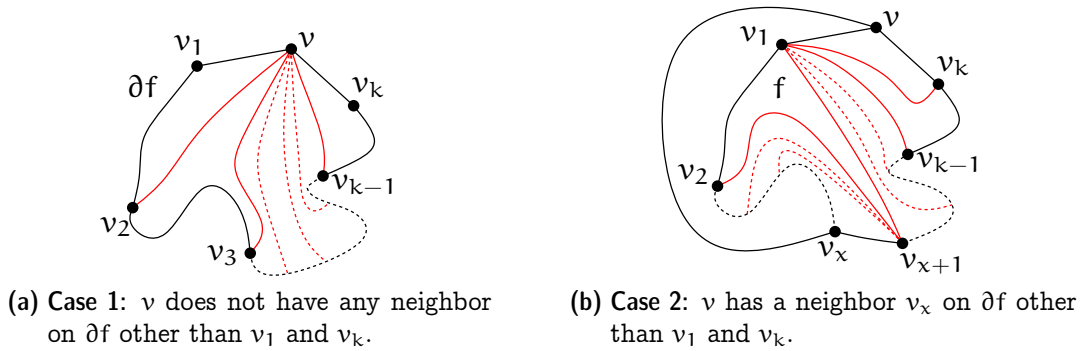 v₁ v vₖ
∂f
v₂ v₃ vₖ₋₁
v
v₁ vₖ
f
v₂ vₖ₋₁
vₓ vₓ₊₁
(a) Case 1: v does not have any neighbor
on ∂f other than v₁ and vₖ.
(b) Case 2: v has a neighbor vₓ on ∂f other
than v₁ and vₖ.